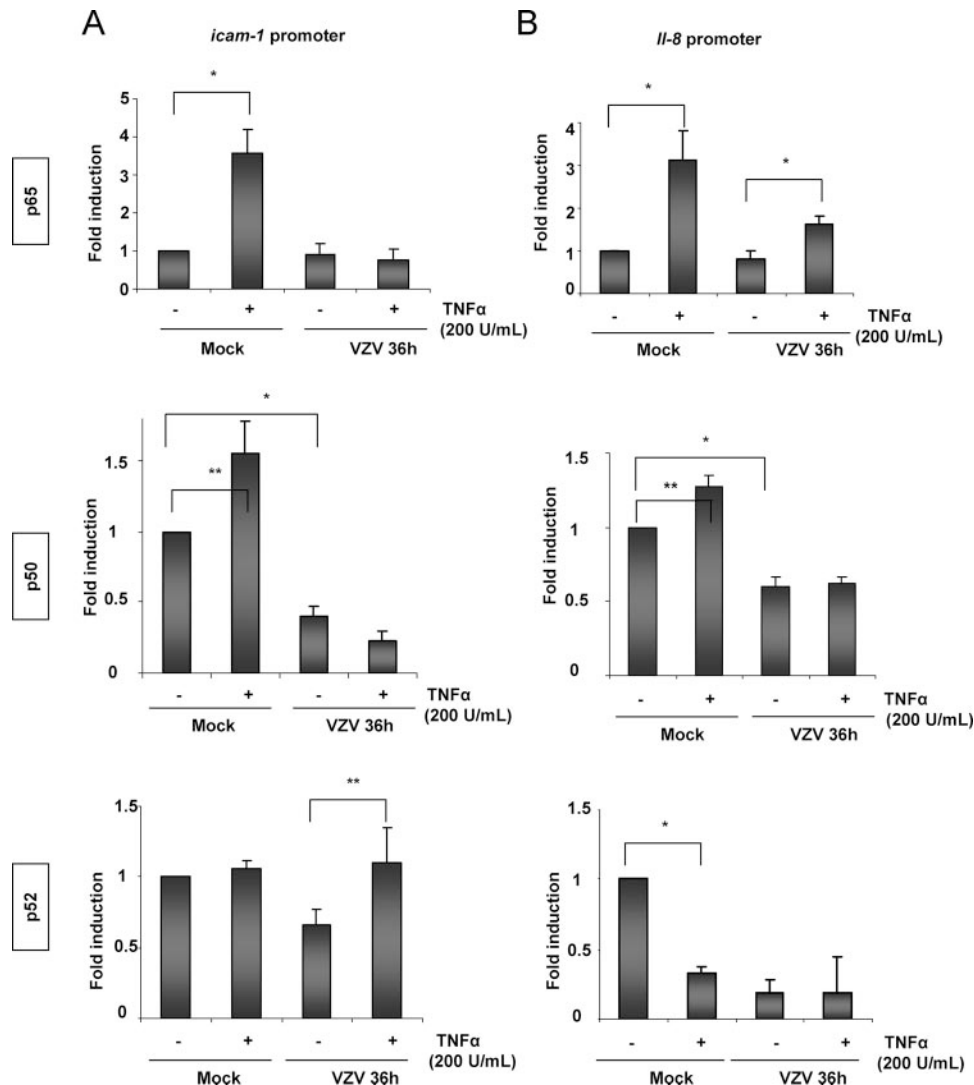 A
B
icam-1 promoter
Il-8 promoter
p65
Fold induction
5
4
3
2
1
0
*
- + - +
TNFα
(200 U/mL)
Mock
VZV 36h
Fold induction
4
3
2
1
0
*
*
- + - +
TNFα
(200 U/mL)
Mock
VZV 36h
p50
Fold induction
1.5
1
0.5
0
*
**
- + - +
TNFα
(200 U/mL)
Mock
VZV 36h
Fold induction
1.5
1
0.5
0
*
**
- + - +
TNFα
(200 U/mL)
Mock
VZV 36h
p52
Fold induction
1.5
1
0.5
0
**
- + - +
TNFα
(200 U/mL)
Mock
VZV 36h
Fold induction
1.5
1
0.5
0
*
- + - +
TNFα
(200 U/mL)
Mock
VZV 36h